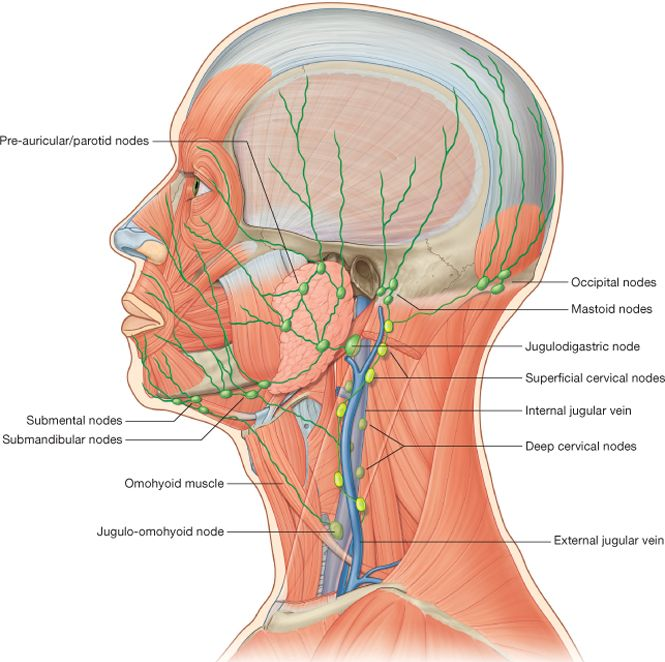 Pre-auricular/parotid nodes
Occipital nodes
Mastoid nodes
Jugulodigastric node
Superficial cervical nodes
Internal jugular vein
Submental nodes
Submandibular nodes
Deep cervical nodes
Omohyoid muscle
Jugulo-omohyoid node
External jugular vein